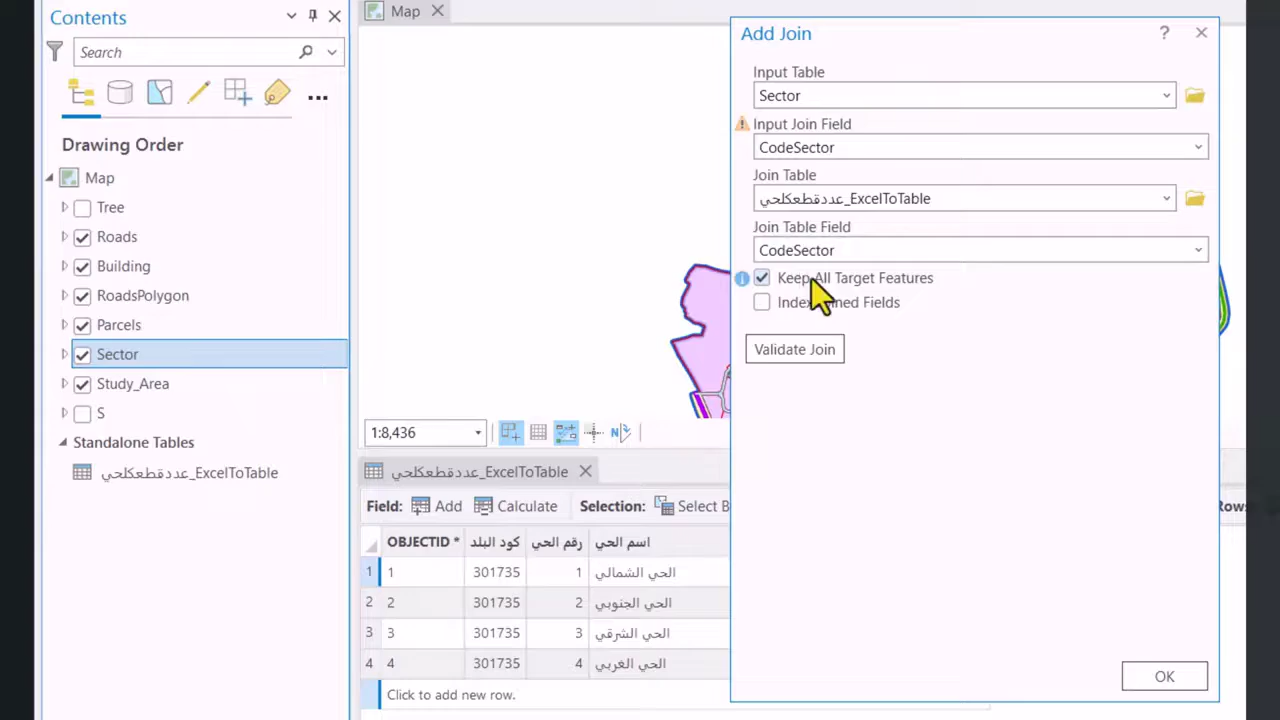 Contents
Search
Drawing Order
Map
Tree
Roads
Building
RoadsPolygon
Parcels
Sector
Study_Area
S
Standalone Tables
عددقطعكلحي_ExcelToTable
Map
1:8,436
عددقطعكلحي_ExcelToTable
Field: Add Calculate Selection: Select B
OBJECTID * كود البلد رقم الحي اسم الحي
1 1 301735 1 الحي الشمالي
2 2 301735 2 الحي الجنوبي
3 3 301735 3 الحي الشرقي
4 4 301735 4 الحي الغربي
Click to add new row.
Add Join
Input Table
Sector
Input Join Field
CodeSector
Join Table
عددقطعكلحي_ExcelToTable
Join Table Field
CodeSector
Keep All Target Features
Index Fields
Validate Join
OK
Rows